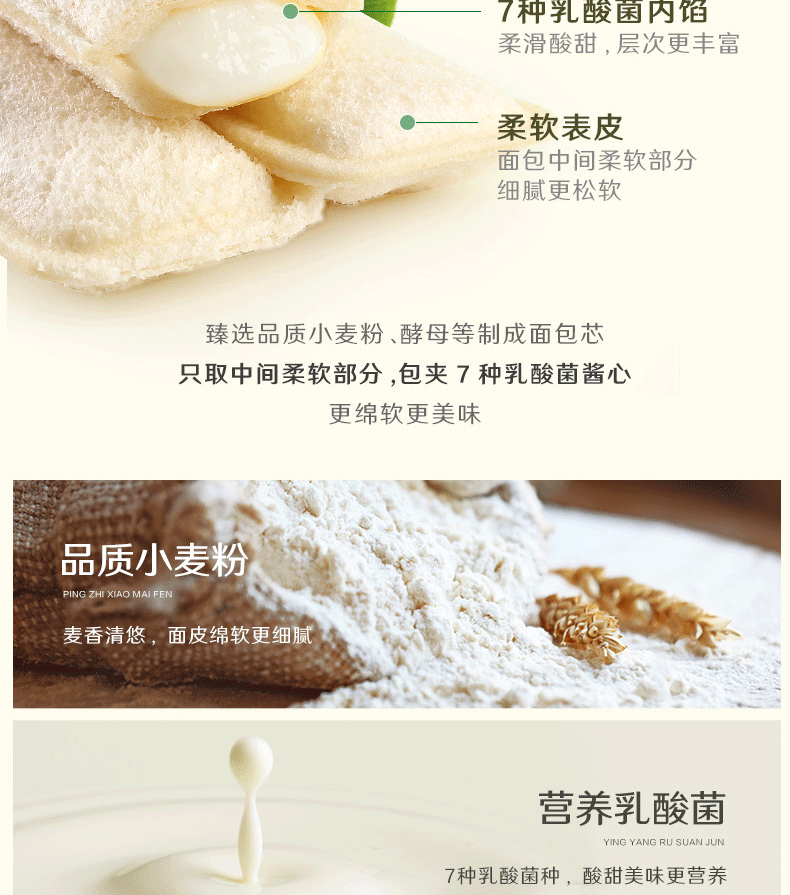 7种乳酸菌内馅
柔滑酸甜,层次更丰富
柔软表皮
面包中间柔软部分
细腻更松软
臻选品质小麦粉、酵母等制成面包芯
只取中间柔软部分,包夹 7 种乳酸菌酱心
更绵软更美味
品质小麦粉
PING ZHI XIAO MAI FEN
麦香清悠，面皮绵软更细腻
营养乳酸菌
YING YANG RU SUAN JUN
7种乳酸菌种，酸甜美味更营养